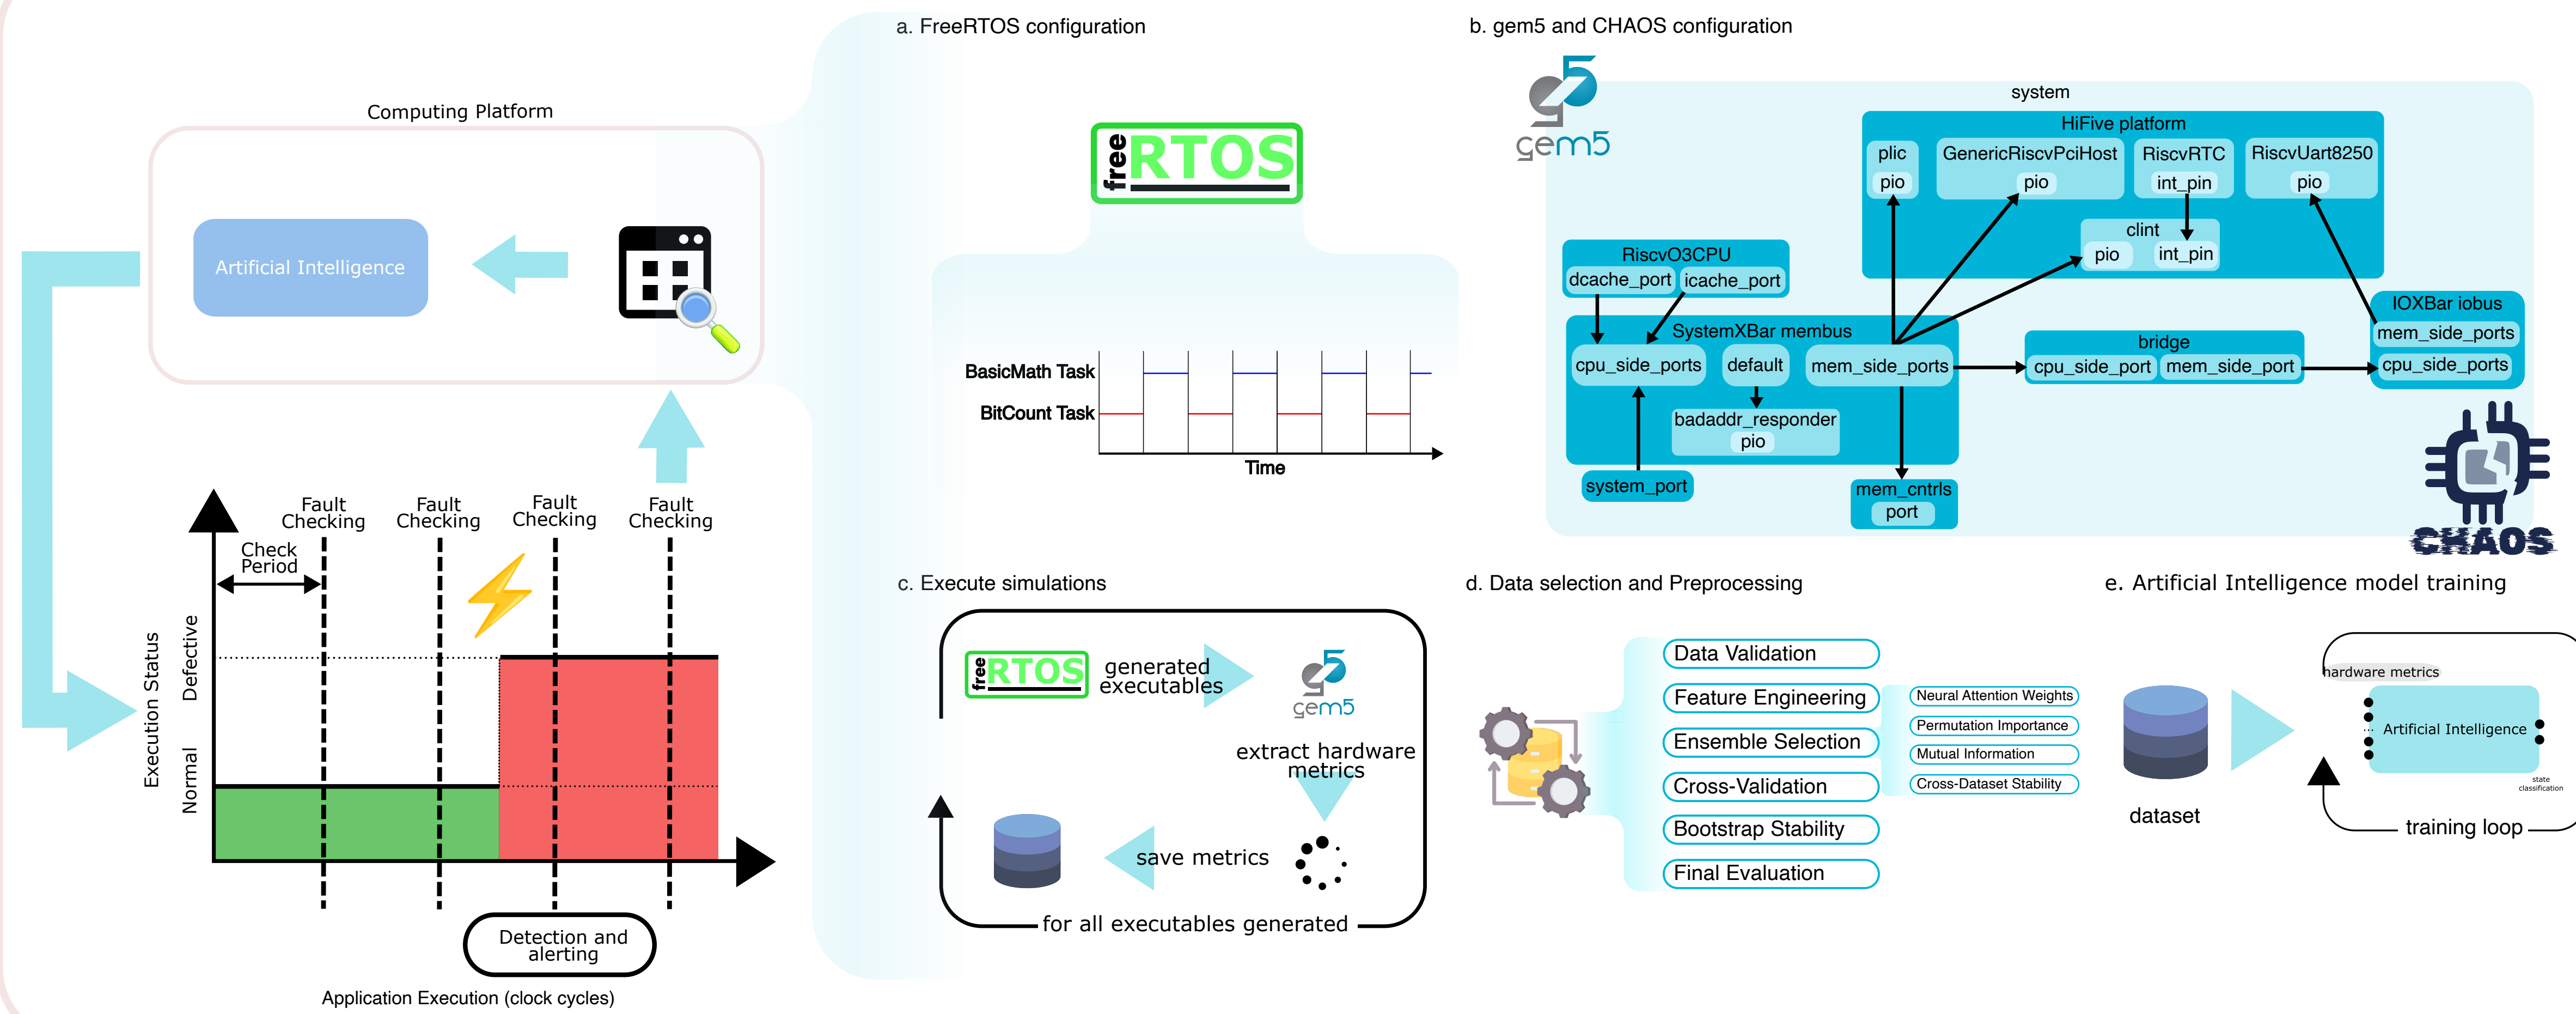 Computing Platform
Artificial Intelligence
Fault
Checking
Fault
Checking
Fault
Checking
Fault
Checking
Check
Period
Execution Status
Defective
Normal
Detection and
alerting
Application Execution (clock cycles)
a. FreeRTOS configuration
free RTOS
BasicMath Task
BitCount Task
Time
b. gem5 and CHAOS configuration
gem5
system
HiFive platform
plic
pio
GenericRiscvPciHost
pio
RiscvRTC
int_pin
RiscvUart8250
pio
clint
pio
int_pin
RiscvO3CPU
dcache_port
icache_port
SystemXBar membus
cpu_side_ports
default
mem_side_ports
badaddr_responder
pio
system_port
mem_cntrls
port
bridge
cpu_side_port
mem_side_port
IOXBar iobus
mem_side_ports
cpu_side_ports
CHAOS
c. Execute simulations
free RTOS
generated
executables
gem5
extract hardware
metrics
save metrics
for all executables generated
d. Data selection and Preprocessing
Data Validation
Feature Engineering
Ensemble Selection
Cross-Validation
Bootstrap Stability
Final Evaluation
Neural Attention Weights
Permutation Importance
Mutual Information
Cross-Dataset Stability
e. Artificial Intelligence model training
dataset
hardware metrics
Artificial Intelligence
state
classification
training loop